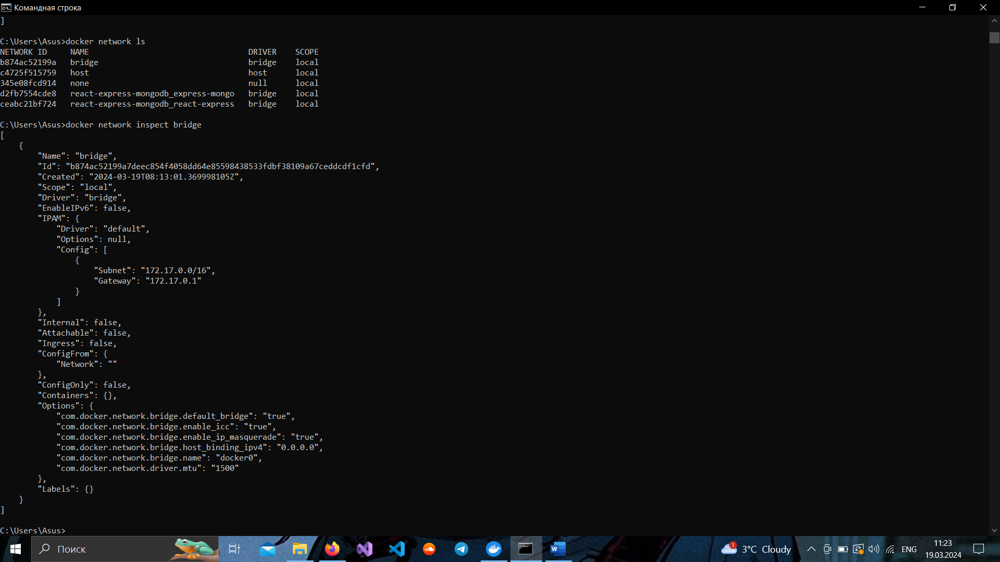 Командная строка
]
C:\Users\Asus>docker network ls
NETWORK ID     NAME                                  DRIVER    SCOPE
b874ac52199a   bridge                                bridge    local
c4725f515759   host                                  host      local
345e08fcd914   none                                  null      local
d2fb7554cde8   react-express-mongodb_express-mongo   bridge    local
ceabc21bf724   react-express-mongodb_react-express   bridge    local
C:\Users\Asus>docker network inspect bridge
[
    {
        "Name": "bridge",
        "Id": "b874ac52199a7deec854f4058dd64e85598438533fdbf38109a67ceddcdf1cfd",
        "Created": "2024-03-19T08:13:01.369998105Z",
        "Scope": "local",
        "Driver": "bridge",
        "EnableIPv6": false,
        "IPAM": {
            "Driver": "default",
            "Options": null,
            "Config": [
                {
                    "Subnet": "172.17.0.0/16",
                    "Gateway": "172.17.0.1"
                }
            ]
        },
        "Internal": false,
        "Attachable": false,
        "Ingress": false,
        "ConfigFrom": {
            "Network": ""
        },
        "ConfigOnly": false,
        "Containers": {},
        "Options": {
            "com.docker.network.bridge.default_bridge": "true",
            "com.docker.network.bridge.enable_icc": "true",
            "com.docker.network.bridge.enable_ip_masquerade": "true",
            "com.docker.network.bridge.host_binding_ipv4": "0.0.0.0",
            "com.docker.network.bridge.name": "docker0",
            "com.docker.network.driver.mtu": "1500"
        },
        "Labels": {}
    }
]
C:\Users\Asus>
Поиск
1
3°C Cloudy
ENG
11:23
19.03.2024